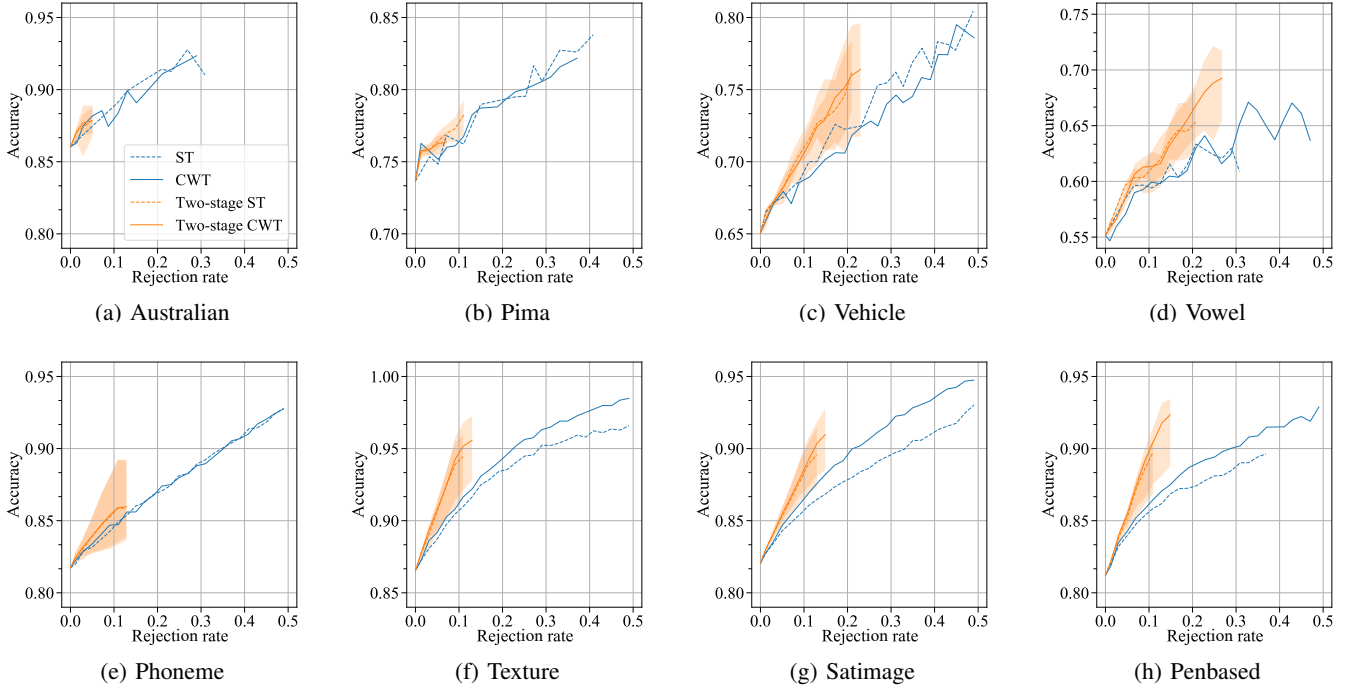 0.95
0.90
0.85
0.80
Accuracy
0.0 0.1 0.2 0.3 0.4 0.5
Rejection rate
ST
CWT
Two-stage ST
Two-stage CWT
(a) Australian
0.85
0.80
0.75
0.70
Accuracy
0.0 0.1 0.2 0.3 0.4 0.5
Rejection rate
(b) Pima
0.80
0.75
0.70
0.65
Accuracy
0.0 0.1 0.2 0.3 0.4 0.5
Rejection rate
(c) Vehicle
0.75
0.70
0.65
0.60
0.55
Accuracy
0.0 0.1 0.2 0.3 0.4 0.5
Rejection rate
(d) Vowel
0.95
0.90
0.85
0.80
Accuracy
0.0 0.1 0.2 0.3 0.4 0.5
Rejection rate
(e) Phoneme
1.00
0.95
0.90
0.85
Accuracy
0.0 0.1 0.2 0.3 0.4 0.5
Rejection rate
(f) Texture
0.95
0.90
0.85
0.80
Accuracy
0.0 0.1 0.2 0.3 0.4 0.5
Rejection rate
(g) Satimage
0.95
0.90
0.85
0.80
Accuracy
0.0 0.1 0.2 0.3 0.4 0.5
Rejection rate
(h) Penbased